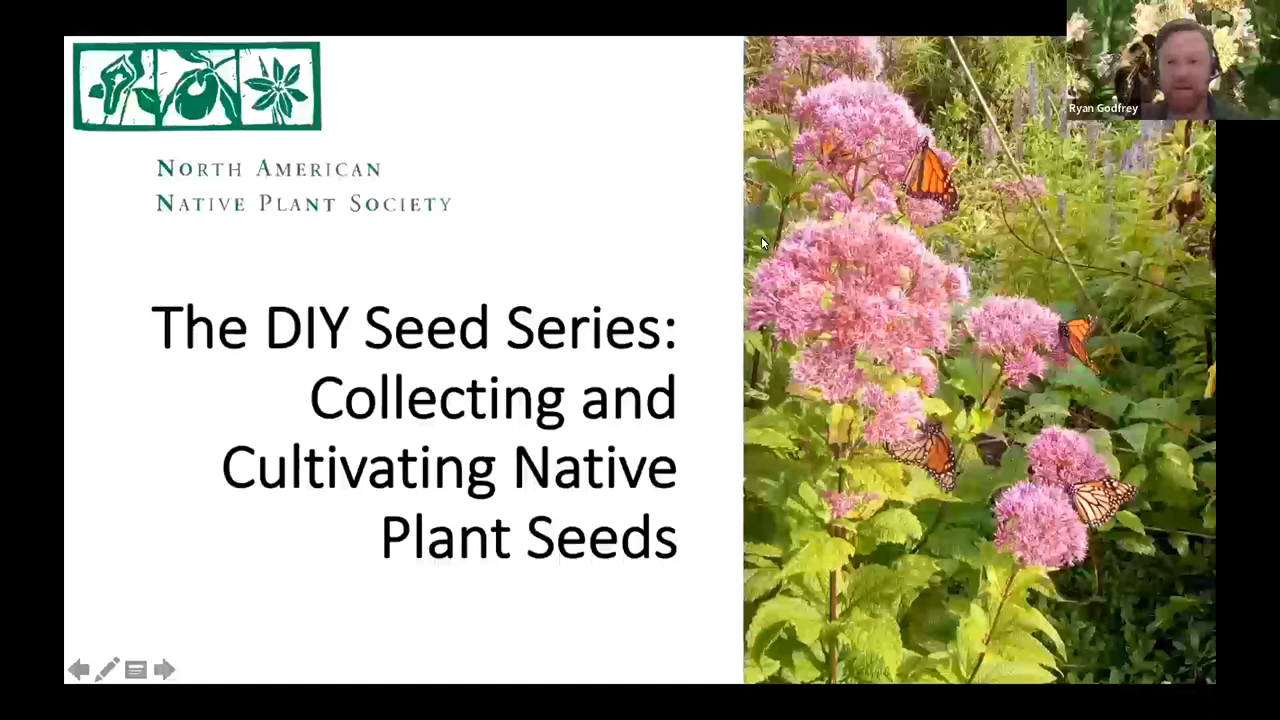 NORTH AMERICAN
NATIVE PLANT SOCIETY
The DIY Seed Series:
Collecting and
Cultivating Native
Plant Seeds
Ryan Godfrey